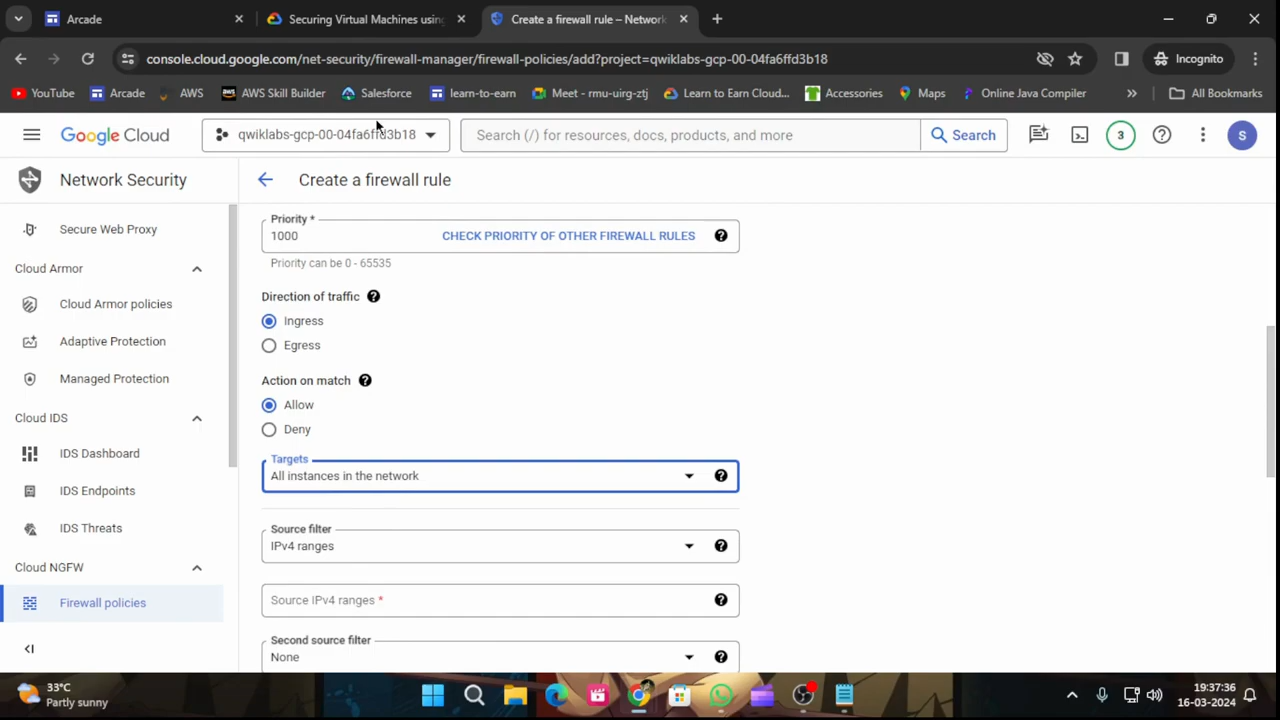 Arcade
Securing Virtual Machines using
Create a firewall rule – Network
console.cloud.google.com/net-security/firewall-manager/firewall-policies/add?project=qwiklabs-gcp-00-04fa6ffd3b18
Incognito
YouTube
Arcade
AWS
AWS Skill Builder
Salesforce
learn-to-earn
Meet - rmu-uirg-ztj
Learn to Earn Cloud...
Accessories
Maps
Online Java Compiler
»
All Bookmarks
Google Cloud
qwiklabs-gcp-00-04fa6ffd3b18
Search (/) for resources, docs, products, and more
Search
3
S
Network Security
Create a firewall rule
Secure Web Proxy
Cloud Armor
Cloud Armor policies
Adaptive Protection
Managed Protection
Cloud IDS
IDS Dashboard
IDS Endpoints
IDS Threats
Cloud NGFW
Firewall policies
Priority *
1000
CHECK PRIORITY OF OTHER FIREWALL RULES
Priority can be 0 - 65535
Direction of traffic
Ingress
Egress
Action on match
Allow
Deny
Targets
All instances in the network
Source filter
IPv4 ranges
Source IPv4 ranges *
Second source filter
None
33°C
Partly sunny
19:37:36
16-03-2024